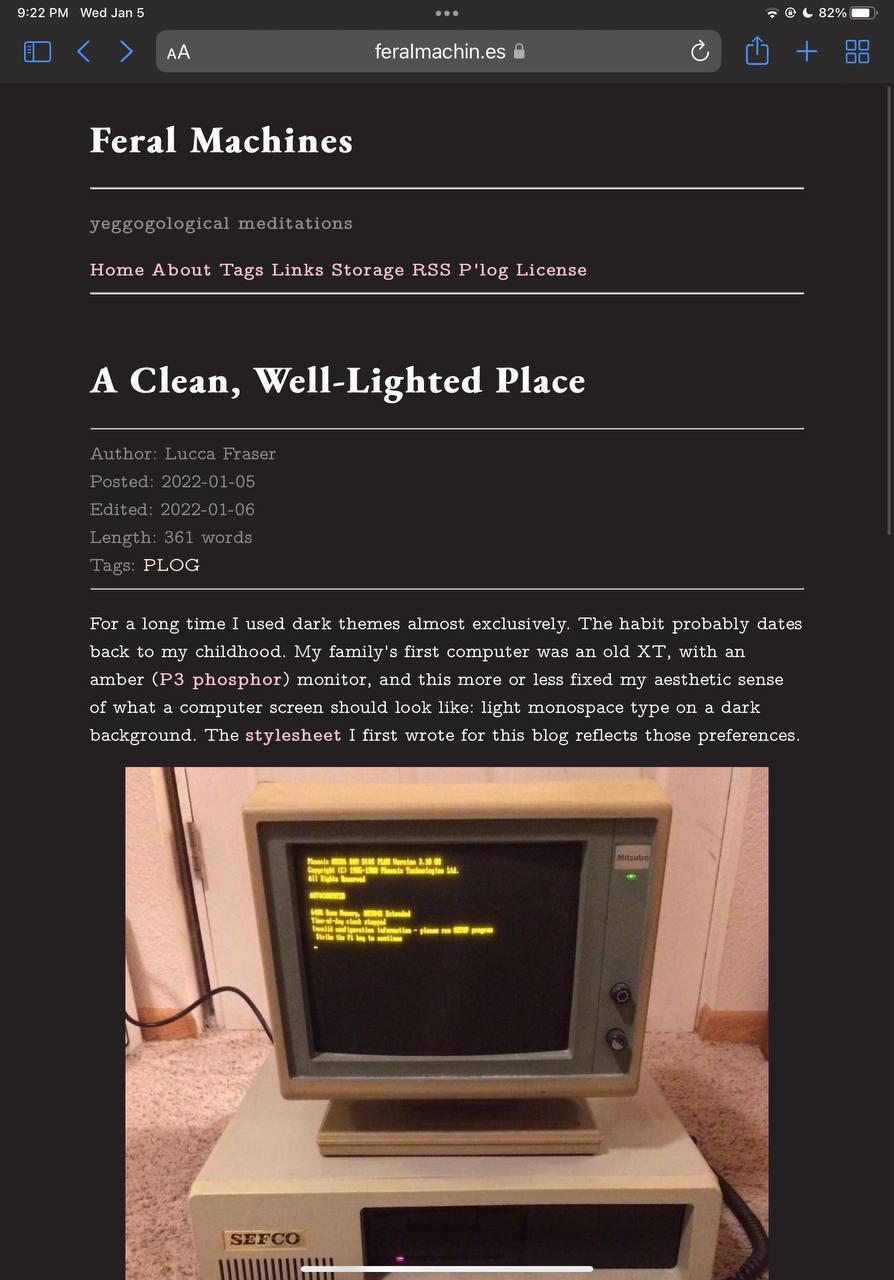 9:22 PM Wed Jan 5
82%
AA feralmachin.es
Feral Machines
yeggogological meditations
Home About Tags Links Storage RSS P'log License
A Clean, Well-Lighted Place
Author: Lucca Fraser
Posted: 2022-01-05
Edited: 2022-01-06
Length: 361 words
Tags: PLOG
For a long time I used dark themes almost exclusively. The habit probably dates
back to my childhood. My family's first computer was an old XT, with an
amber (P3 phosphor) monitor, and this more or less fixed my aesthetic sense
of what a computer screen should look like: light monospace type on a dark
background. The stylesheet I first wrote for this blog reflects those preferences.
Phoenix ROM BIOS PLUS Version 3.10
Copyright (C) 1985-1988 Phoenix Technologies Ltd.
All Rights Reserved
640K Base Memory, Extended
Time-of-day clock stopped
Invalid configuration information - please run SETUP program
Strike the F1 key to continue
Mitsuba
SEFCO